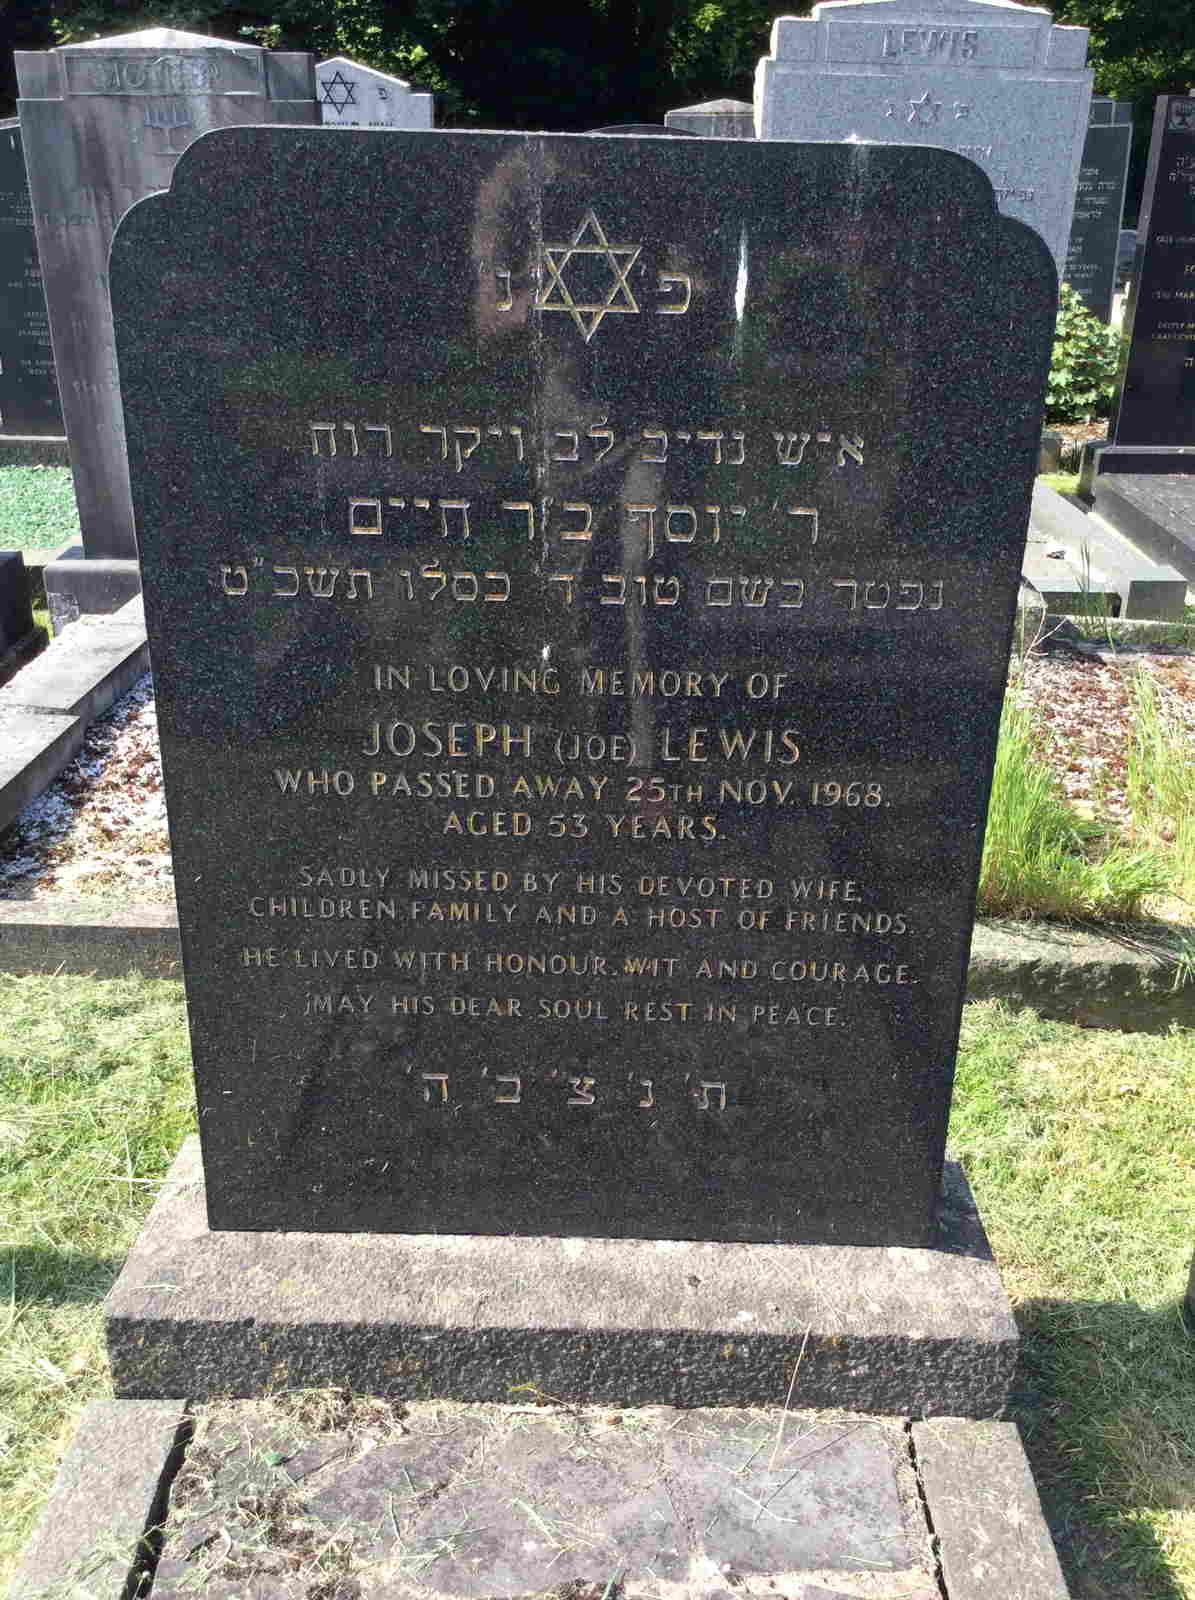 LEWIS
פ' נ'
איש נדיב לב ויקר רוח
ר' יוסף ב"ר חיים
נפטר בשם טוב ד' כסלו תשכ"ט
IN LOVING MEMORY OF
JOSEPH (JOE) LEWIS
WHO PASSED AWAY 25TH NOV. 1968.
AGED 53 YEARS.
SADLY MISSED BY HIS DEVOTED WIFE,
CHILDREN, FAMILY AND A HOST OF FRIENDS.
HE LIVED WITH HONOUR, WIT AND COURAGE.
MAY HIS DEAR SOUL REST IN PEACE.
ת' נ' צ' ב' ה'